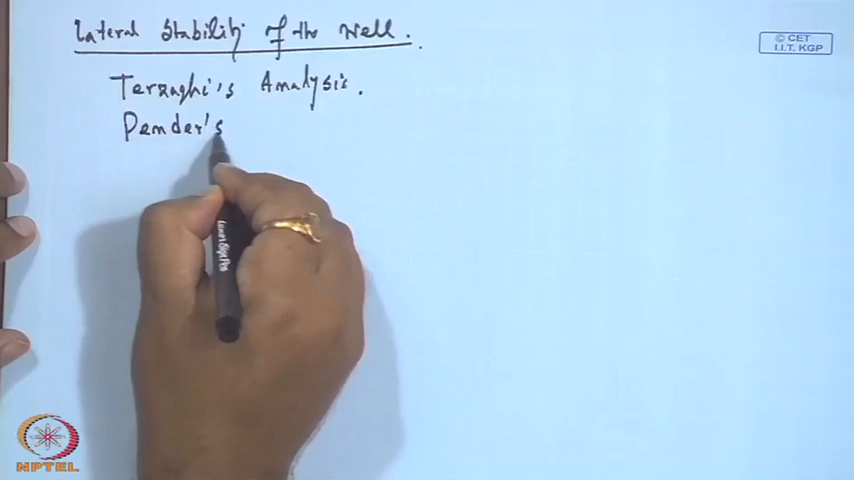 Lateral Stability of the Well.
Terzaghi's Analysis.
Pender's
© CET
I.I.T. KGP
NPTEL